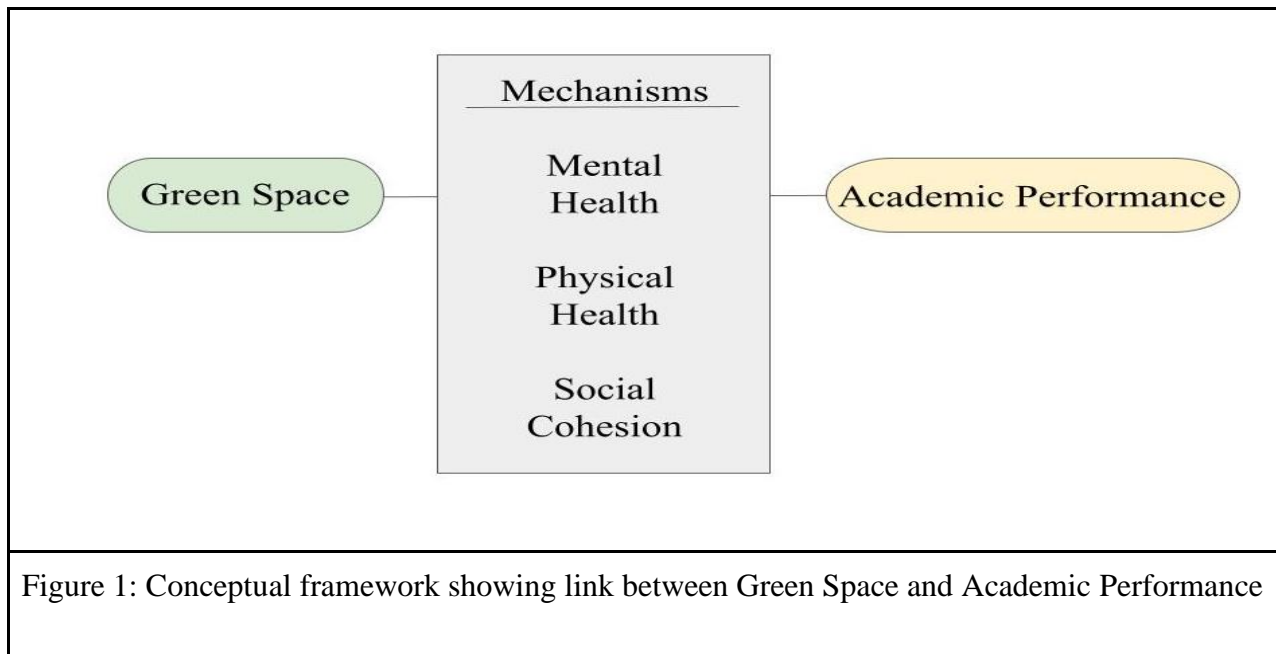 Mechanisms
Mental
Health
Green Space
Academic Performance
Physical
Health
Social
Cohesion
Figure 1: Conceptual framework showing link between Green Space and Academic Performance